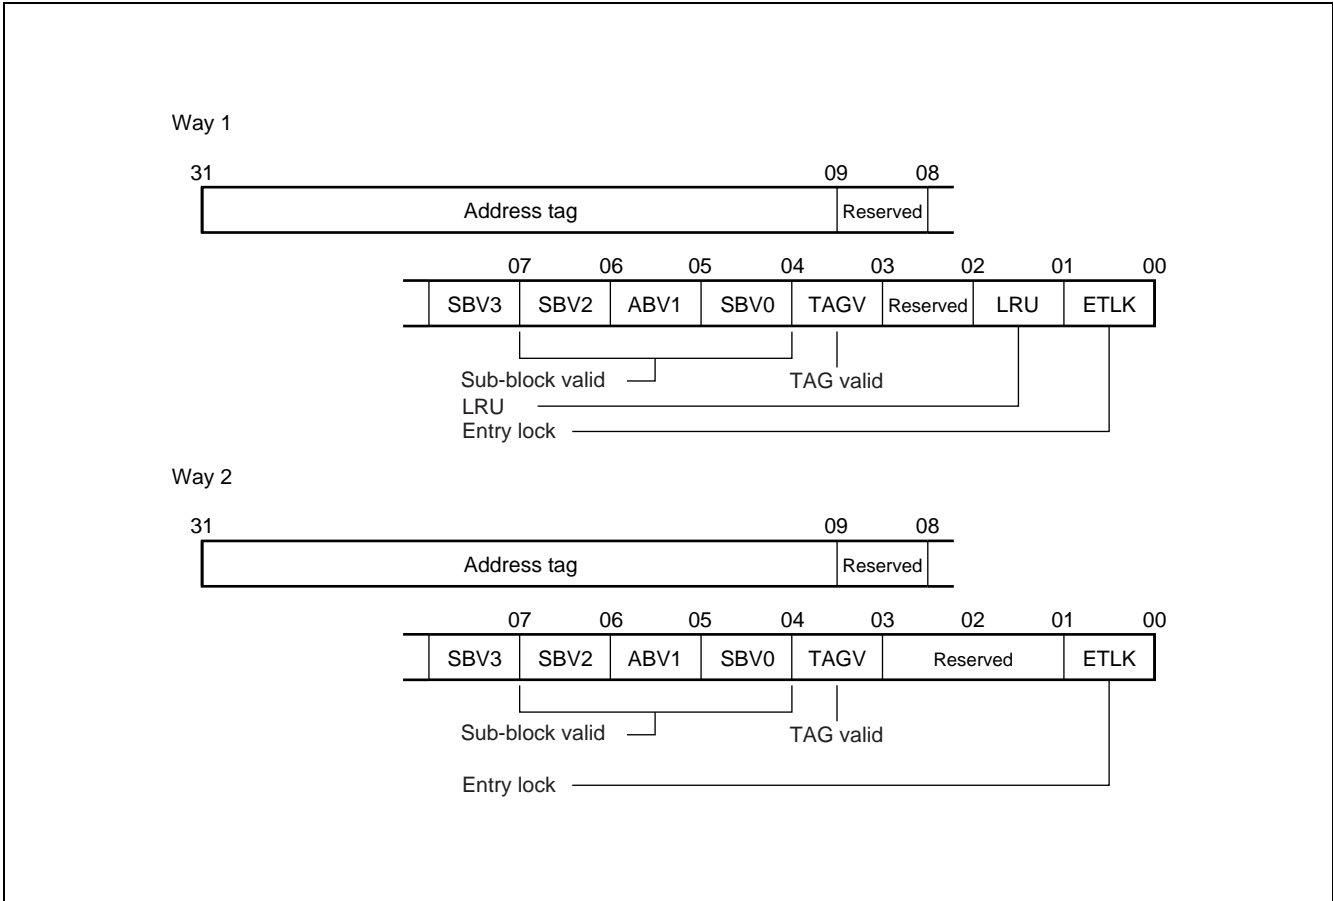 Way 1
31 09 08
Address tag Reserved
07 06 05 04 03 02 01 00
SBV3 SBV2 ABV1 SBV0 TAGV Reserved LRU ETLK
Sub-block valid TAG valid
LRU
Entry lock
Way 2
31 09 08
Address tag Reserved
07 06 05 04 03 02 01 00
SBV3 SBV2 ABV1 SBV0 TAGV Reserved ETLK
Sub-block valid TAG valid
Entry lock